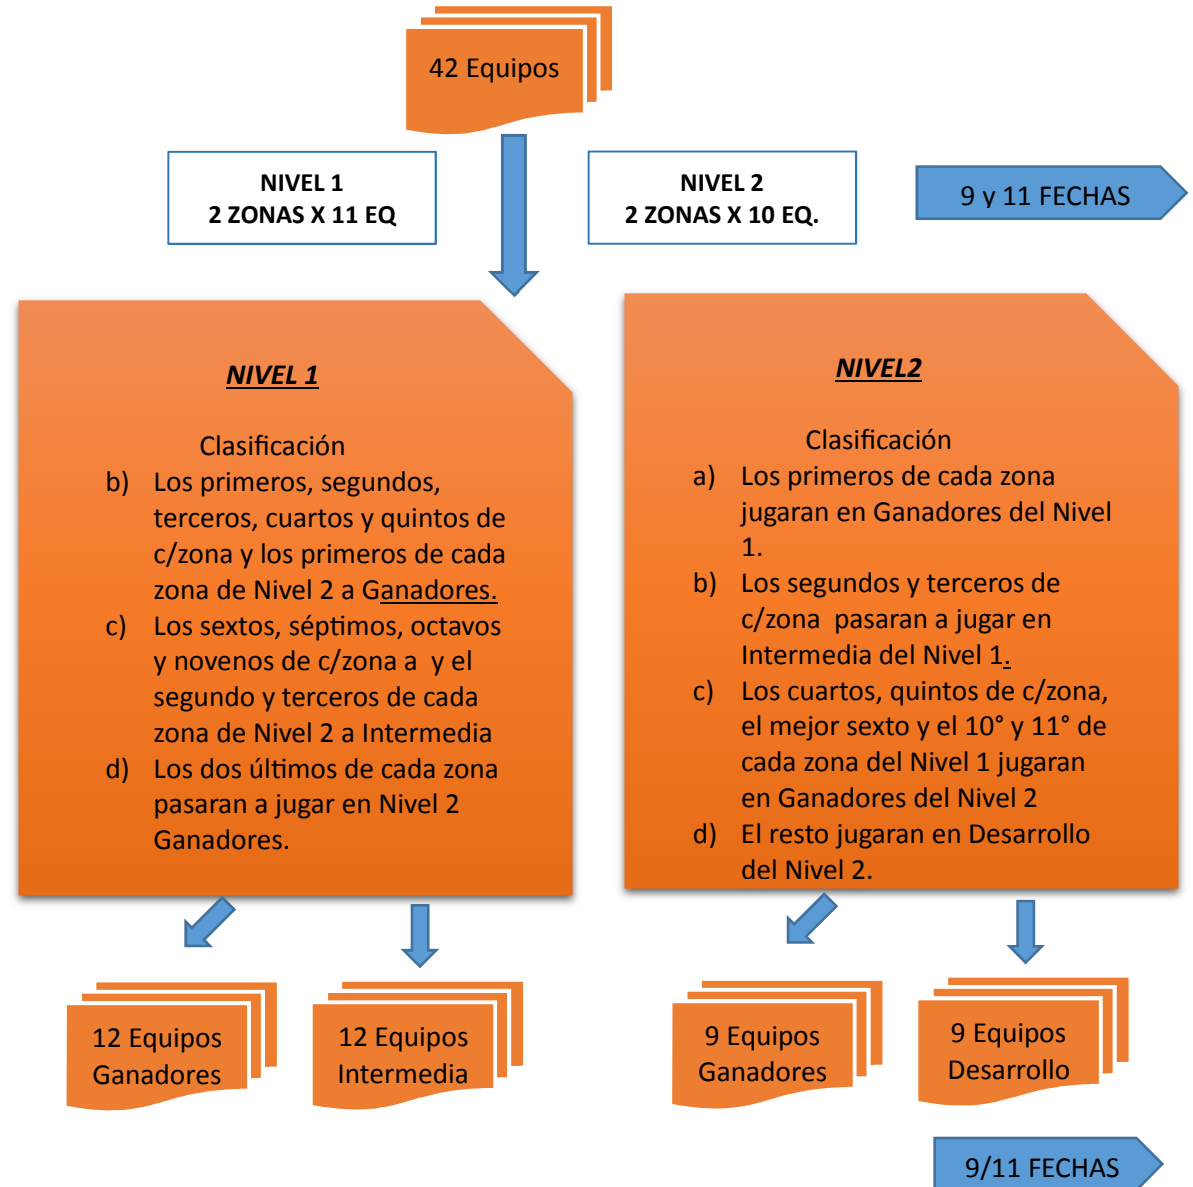 42 Equipos
NIVEL 1
2 ZONAS X 11 EQ
NIVEL 2
2 ZONAS X 10 EQ.
9 y 11 FECHAS
NIVEL 1
Clasificación
b) Los primeros, segundos,
terceros, cuartos y quintos de
c/zona y los primeros de cada
zona de Nivel 2 a Ganadores.
c) Los sextos, séptimos, octavos
y novenos de c/zona a y el
segundo y terceros de cada
zona de Nivel 2 a Intermedia
d) Los dos últimos de cada zona
pasaran a jugar en Nivel 2
Ganadores.
NIVEL2
Clasificación
a) Los primeros de cada zona
jugaran en Ganadores del Nivel
1.
b) Los segundos y terceros de
c/zona pasaran a jugar en
Intermedia del Nivel 1.
c) Los cuartos, quintos de c/zona,
el mejor sexto y el 10° y 11° de
cada zona del Nivel 1 jugaran
en Ganadores del Nivel 2
d) El resto jugaran en Desarrollo
del Nivel 2.
12 Equipos
Ganadores
12 Equipos
Intermedia
9 Equipos
Ganadores
9 Equipos
Desarrollo
9/11 FECHAS